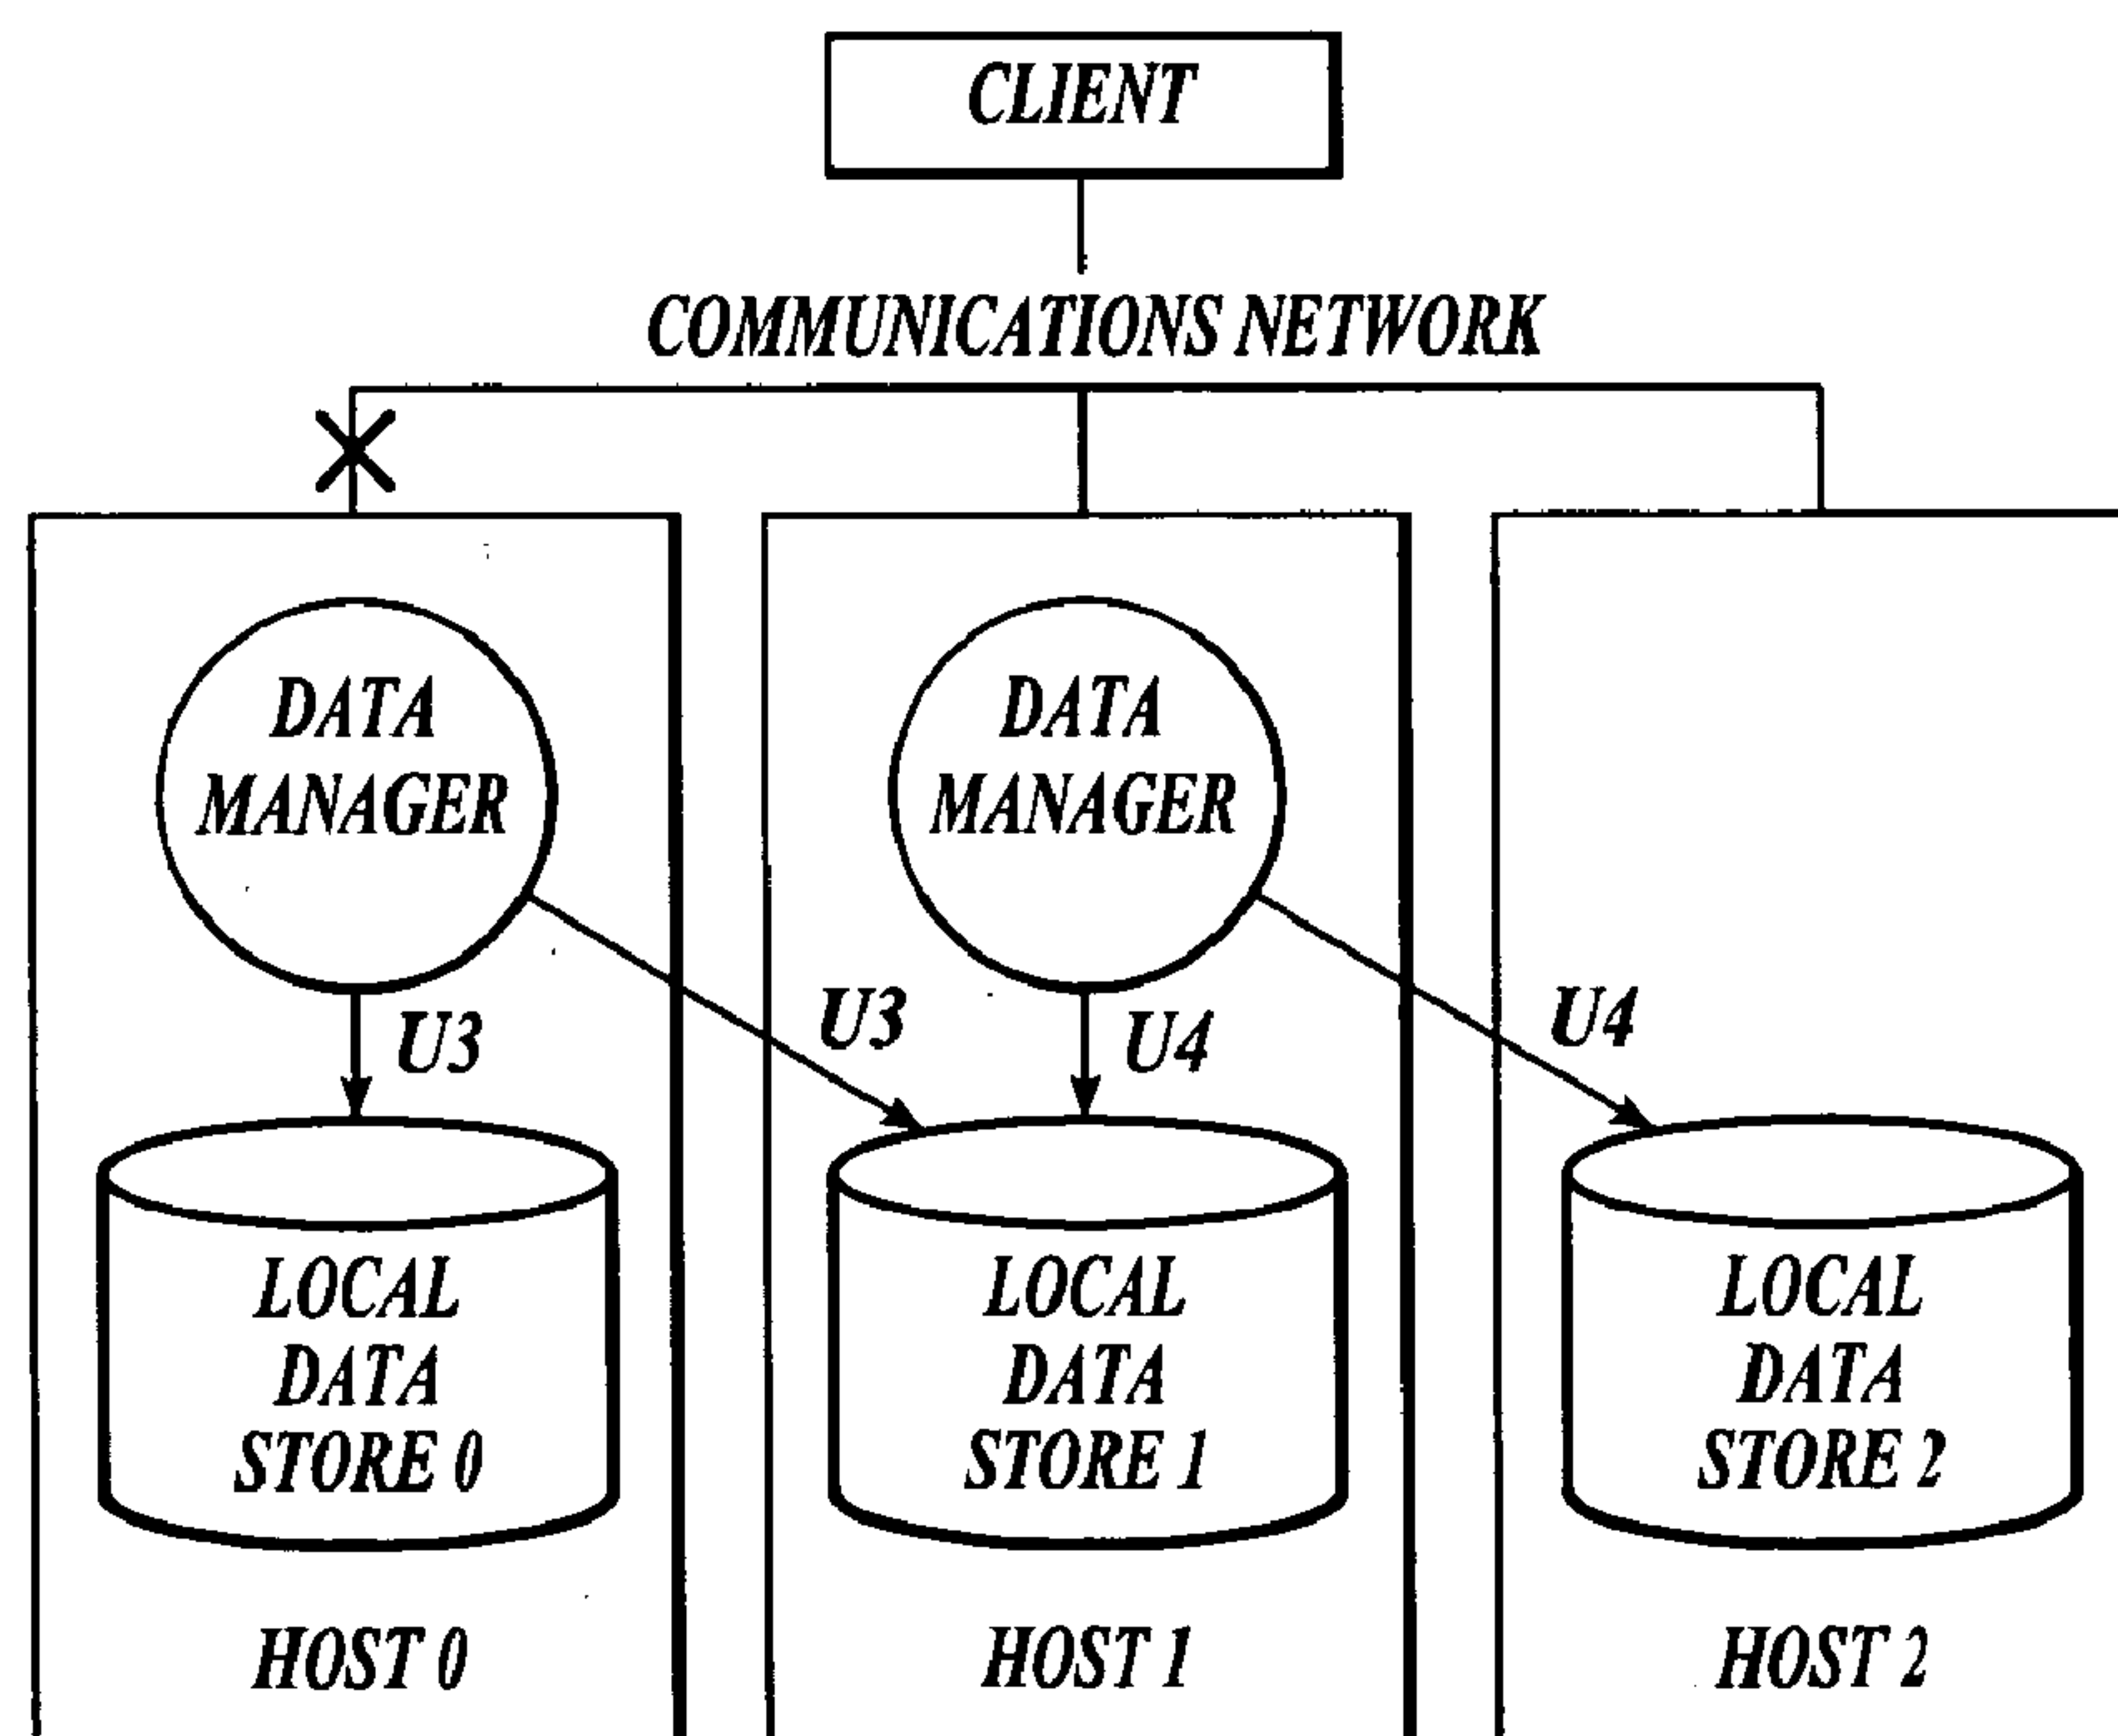 CLIENT
COMMUNICATIONS NETWORK
DATA
MANAGER
DATA
MANAGER
U3
U3
U4
U4
LOCAL
DATA
STORE 0
LOCAL
DATA
STORE 1
LOCAL
DATA
STORE 2
HOST 0
HOST 1
HOST 2